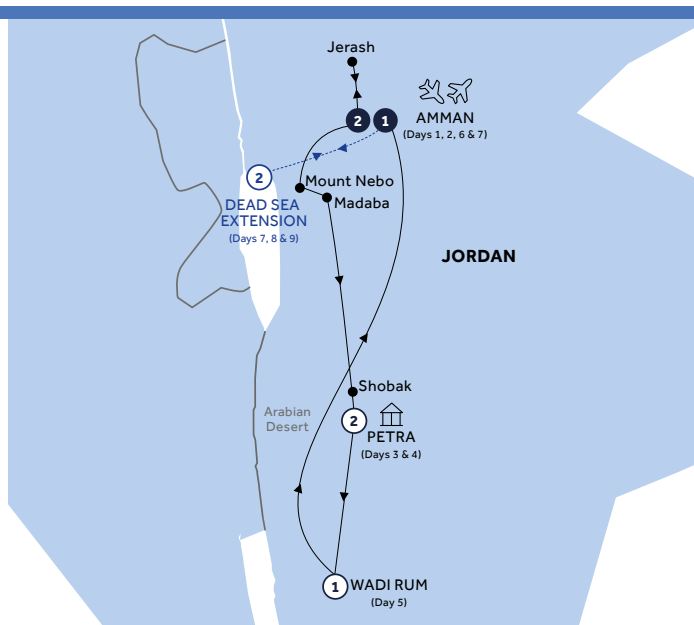 Jerash
2
1
AMMAN
(Days 1, 2, 6 & 7)
2
Mount Nebo
Madaba
DEAD SEA
EXTENSION
(Days 7, 8 & 9)
JORDAN
Shobak
Arabian
Desert
2
PETRA
(Days 3 & 4)
1
WADI RUM
(Day 5)